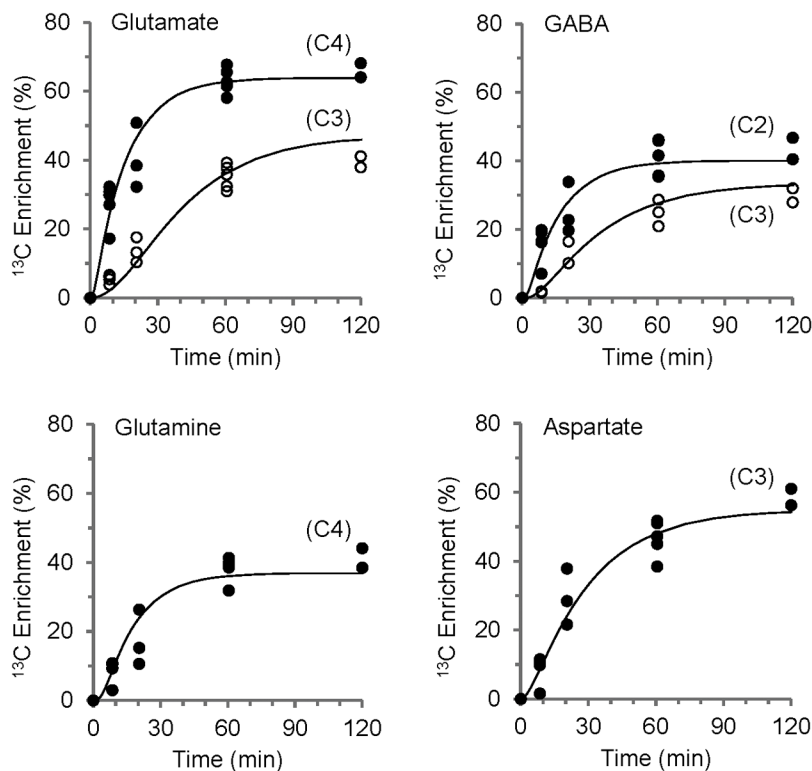 Glutamate
(C4)
(C3)
80
60
40
20
0
¹³C Enrichment (%)
0 30 60 90 120
Time (min)
GABA
(C2)
(C3)
80
60
40
20
0
¹³C Enrichment (%)
0 30 60 90 120
Time (min)
Glutamine
(C4)
80
60
40
20
0
¹³C Enrichment (%)
0 30 60 90 120
Time (min)
Aspartate
(C3)
80
60
40
20
0
¹³C Enrichment (%)
0 30 60 90 120
Time (min)